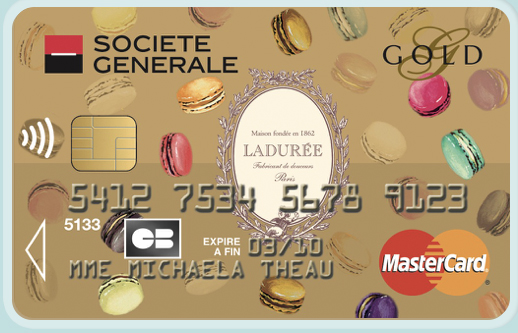 SOCIETE
GENERALE
GOLD
G
Maison fondée en 1862
LADURÉE
Fabricant de douceurs
Paris
5412 7534 5678 9123
5133
CB
EXPIRE
A FIN
03/10
MME MICHAELA THEAU
MasterCard